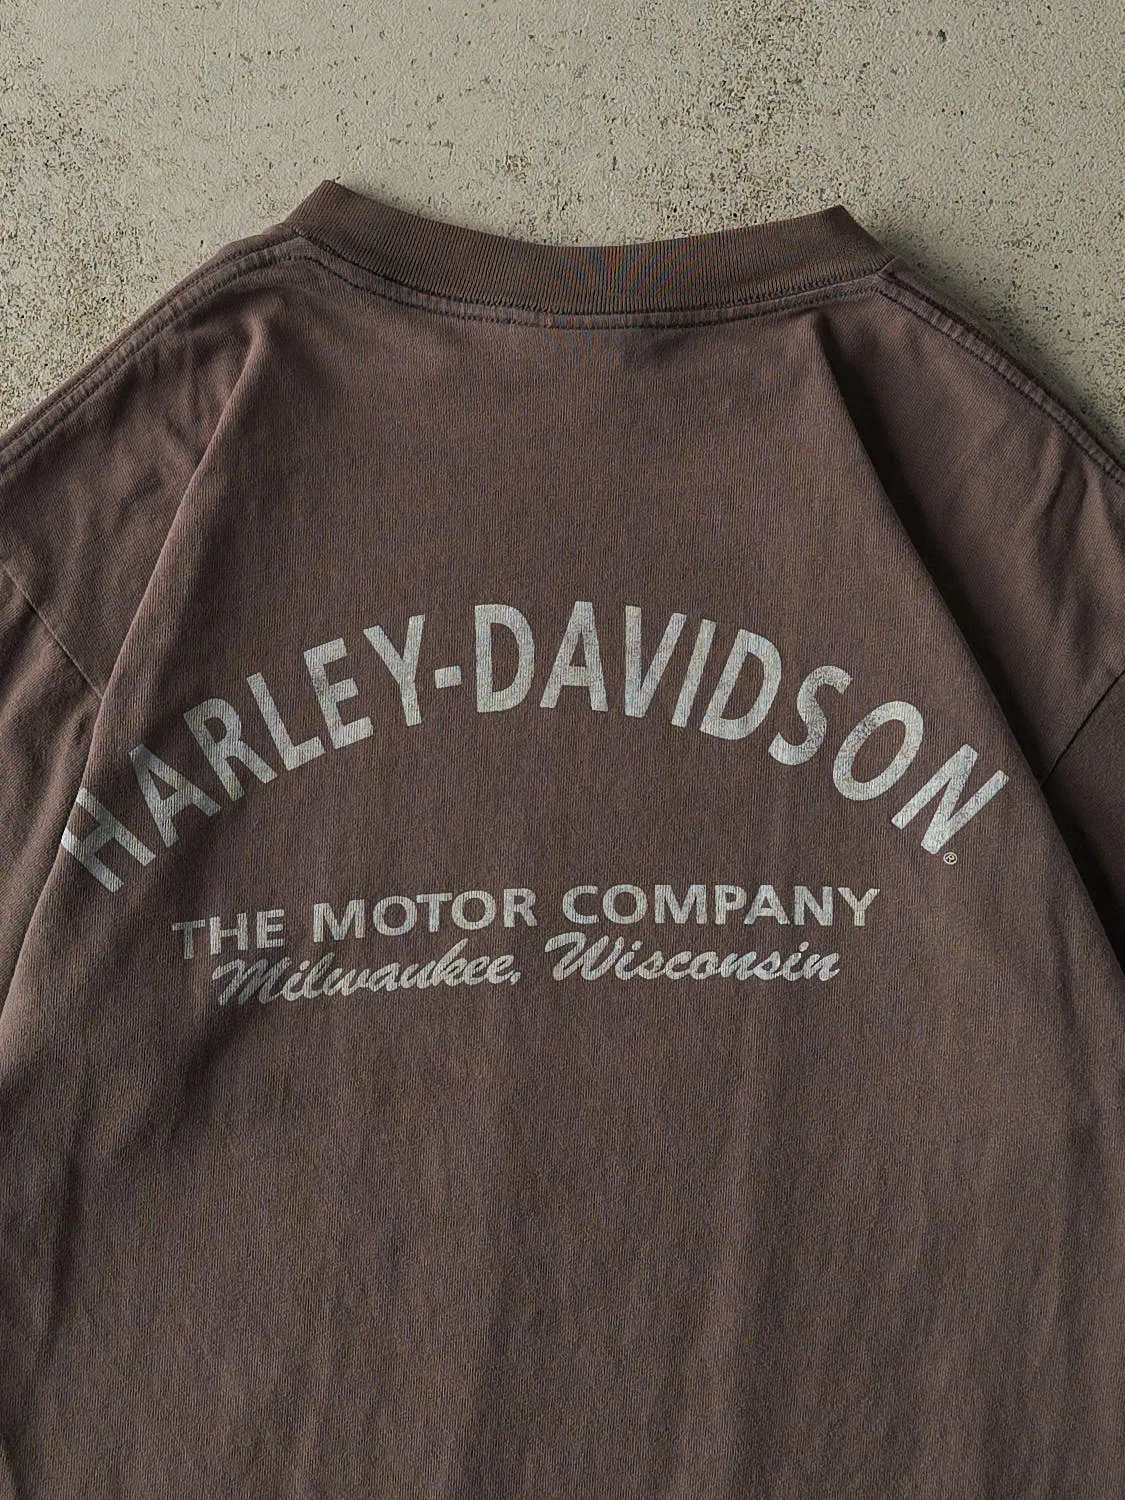 HARLEY-DAVIDSON®
THE MOTOR COMPANY
Milwaukee, Wisconsin